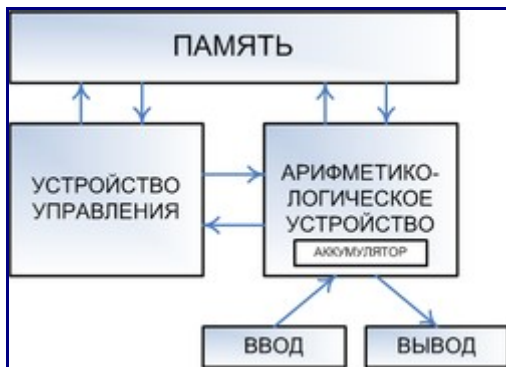 ПАМЯТЬ
УСТРОЙСТВО
УПРАВЛЕНИЯ
АРИФМЕТИКО-
ЛОГИЧЕСКОЕ
УСТРОЙСТВО
АККУМУЛЯТОР
ВВОД
ВЫВОД